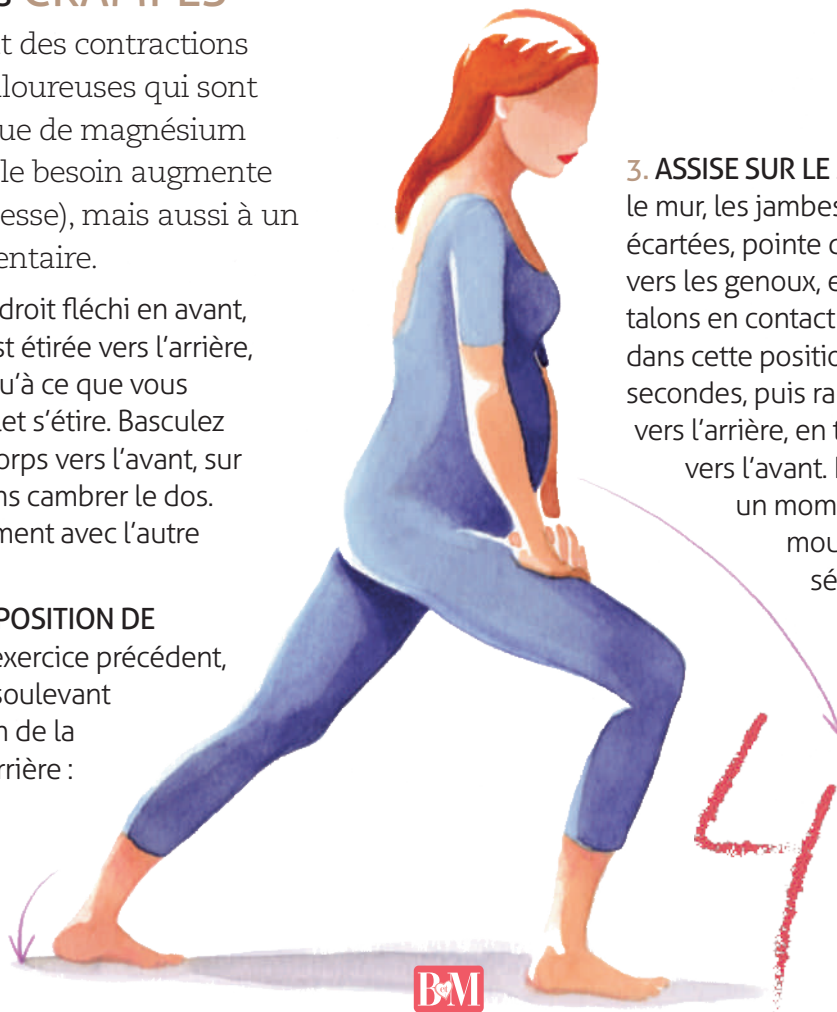 CRAMPES
t des contractions
loureuses qui sont
ue de magnésium
le besoin augmente
esse), mais aussi à un
entaire.
droit fléchi en avant,
st étirée vers l'arrière,
u'à ce que vous
let s'étire. Basculez
orps vers l'avant, sur
ns cambrer le dos.
ment avec l'autre
POSITION DE
exercice précédent,
soulevant
n de la
rrière :
3. ASSISE SUR LE
le mur, les jambes
écartées, pointe d
vers les genoux, e
talons en contact
dans cette positio
secondes, puis ra
vers l'arrière, en t
vers l'avant.
un mom
mou
sé
4
B et M